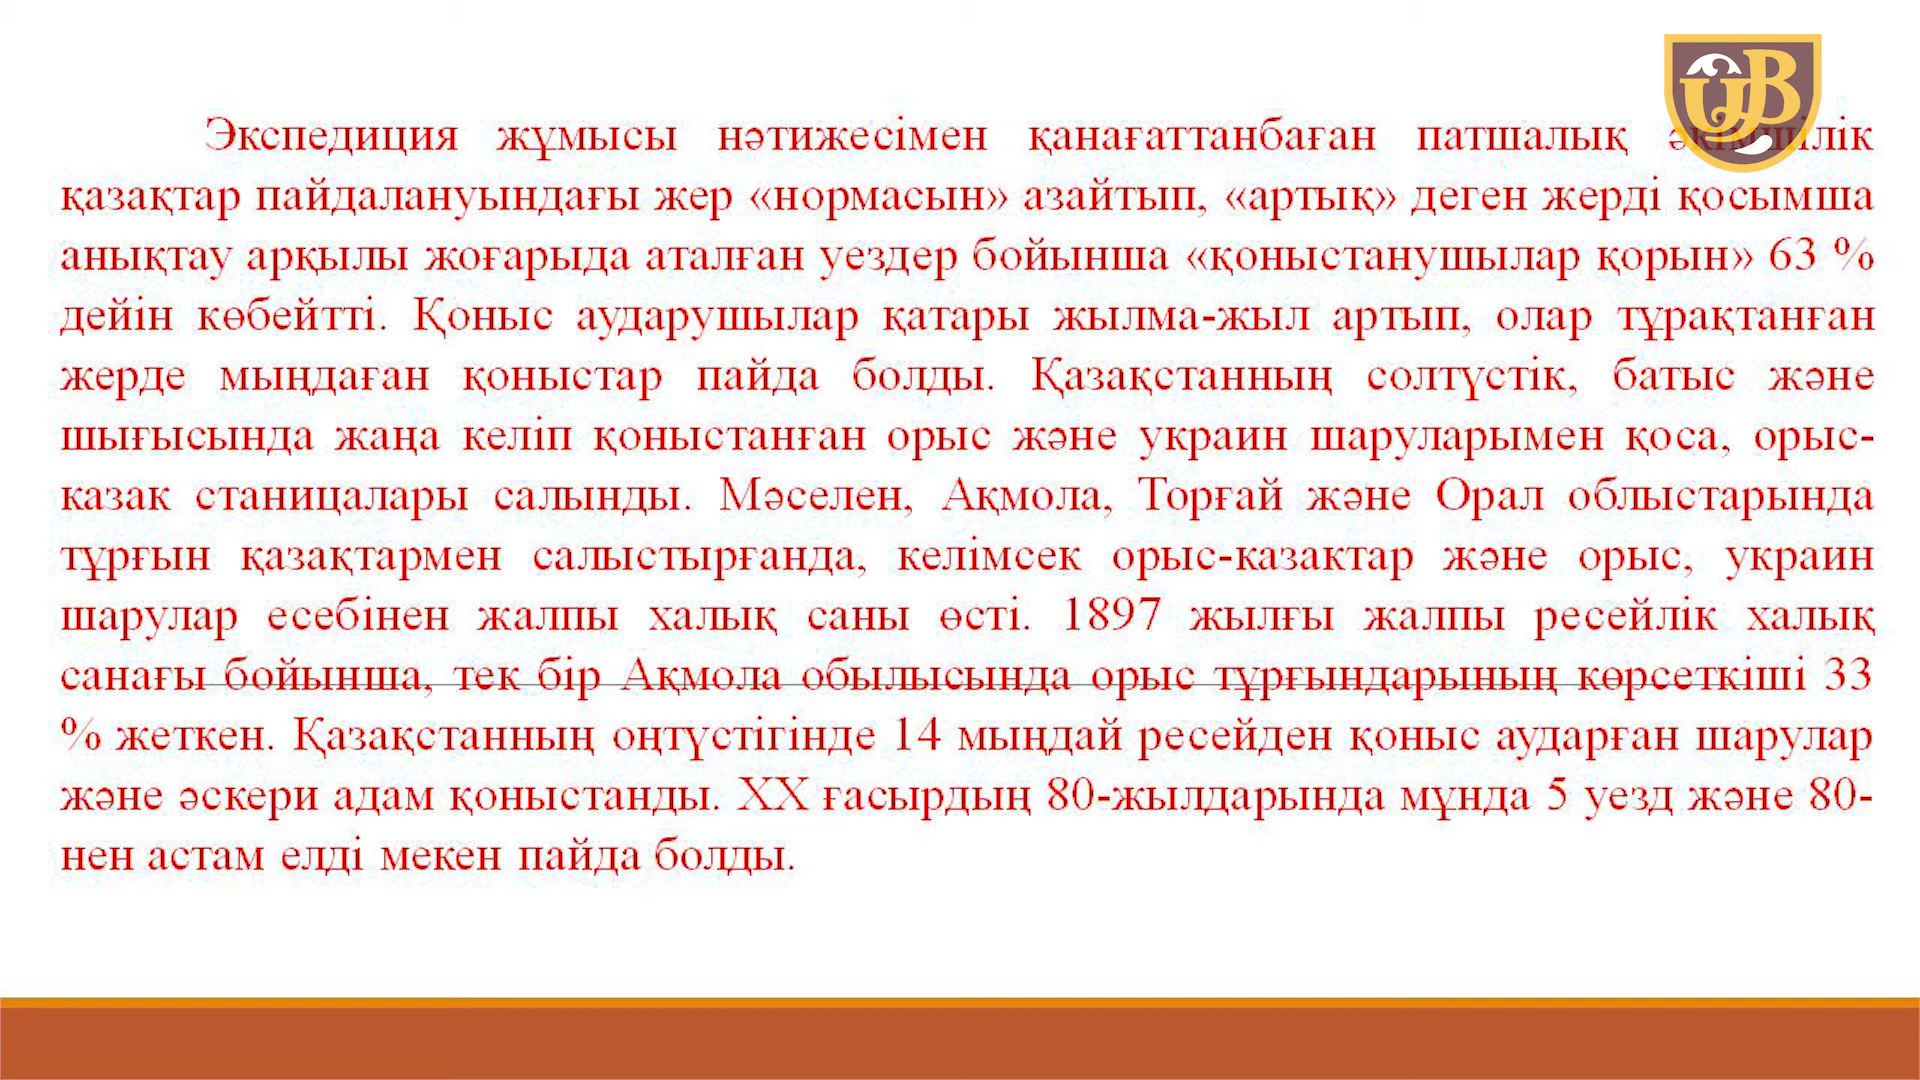 Экспедиция жұмысы нәтижесімен қанағаттанбаған патшалық әкімшілік
қазақтар пайдалануындағы жер «нормасын» азайтып, «артық» деген жерді қосымша
анықтау арқылы жоғарыда аталған уездер бойынша «қоныстанушылар қорын» 63 %
дейін көбейтті. Қоныс аударушылар қатары жылма-жыл артып, олар тұрақтанған
жерде мыңдаған қоныстар пайда болды. Қазақстанның солтүстік, батыс және
шығысында жаңа келіп қоныстанған орыс және украин шаруларымен қоса, орыс-
казак станицалары салынды. Мәселен, Ақмола, Торғай және Орал облыстарында
тұрғын қазақтармен салыстырғанда, келімсек орыс-казактар және орыс, украин
шарулар есебінен жалпы халық саны өсті. 1897 жылғы жалпы ресейлік халық
санағы бойынша, тек бір Ақмола обылысында орыс тұрғындарының көрсеткіші 33
% жеткен. Қазақстанның оңтүстігінде 14 мыңдай ресейден қоныс аударған шарулар
және әскери адам қоныстанды. ХХ ғасырдың 80-жылдарында мұнда 5 уезд және 80-
нен астам елді мекен пайда болды.